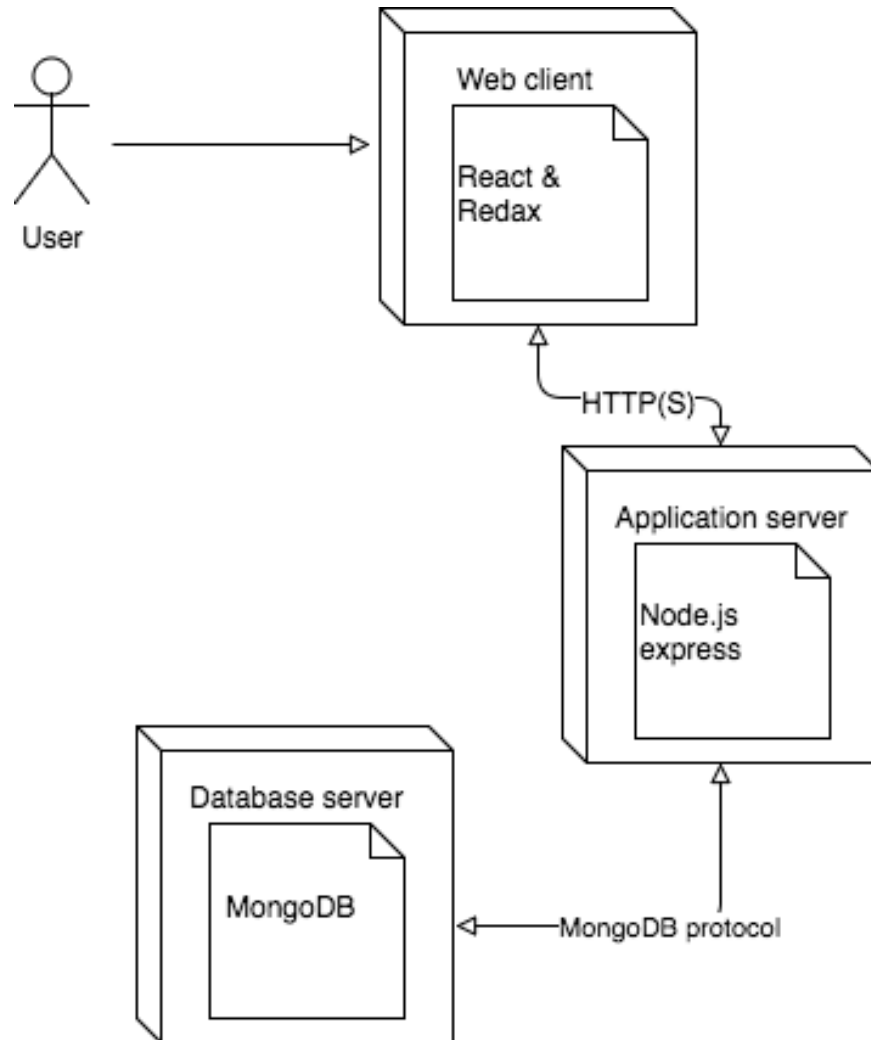 Web client
React &
Redax
User
HTTP(S)
Application server
Node.js
express
Database server
MongoDB
MongoDB protocol